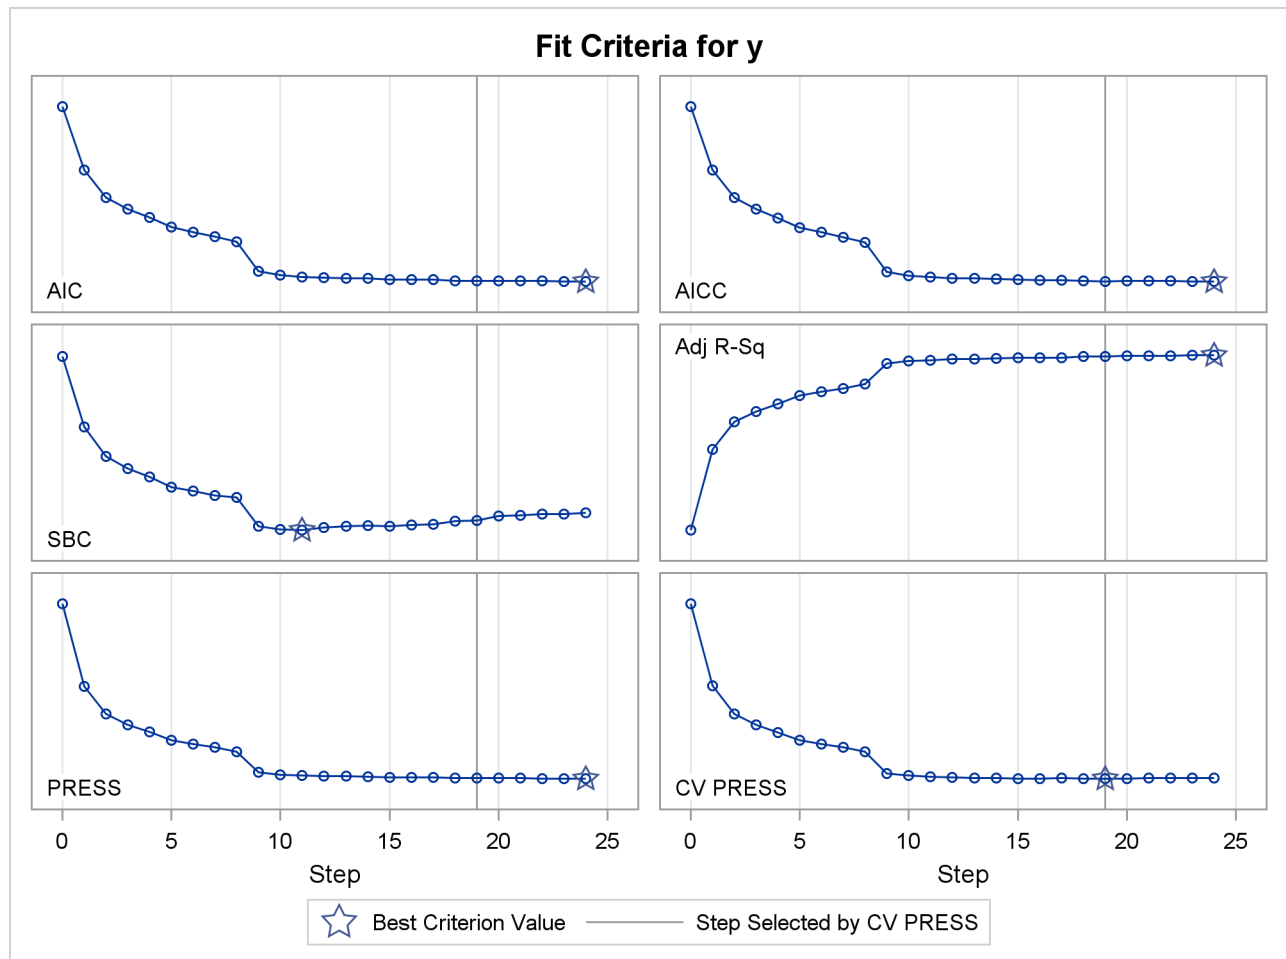 Fit Criteria for y
AIC
AICC
SBC
Adj R-Sq
PRESS
CV PRESS
0 5 10 15 20 25
0 5 10 15 20 25
Step
Step
Best Criterion Value
Step Selected by CV PRESS